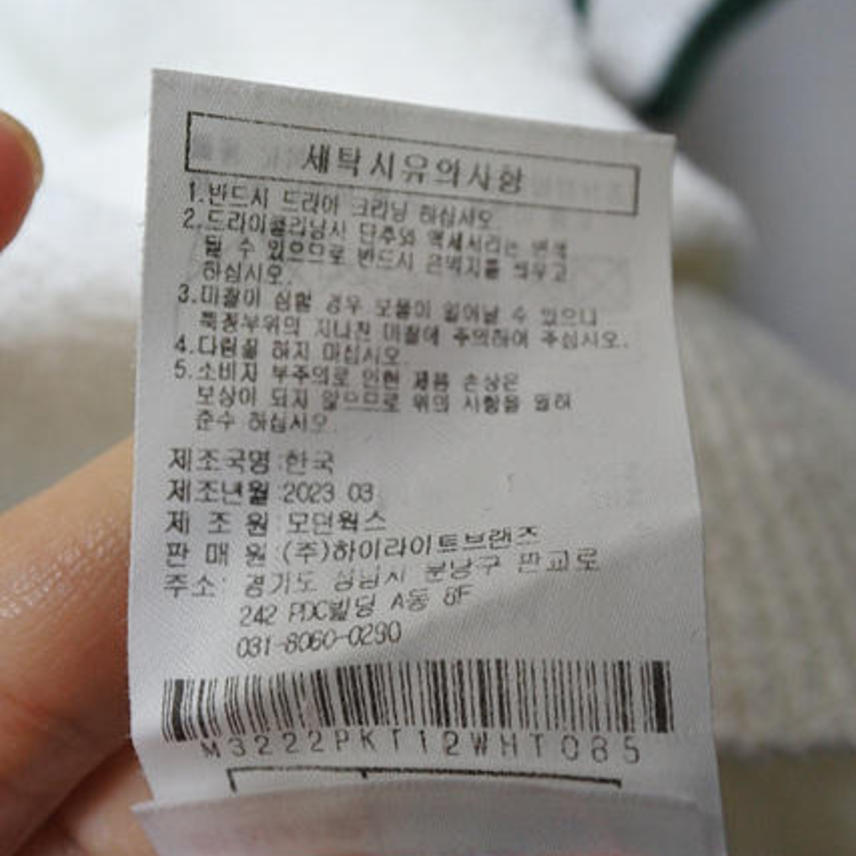 세탁시유의사항
1.반드시 드라이 크리닝 하십시오
2.드라이클리닝시 단추와 액세서리는 변색
될 수 있으므로 반드시 은박지를 씌우고
하십시오.
3.마찰이 심할 경우 보풀이 일어날 수 있으니
특정부위의 지나친 마찰에 주의하여 주십시오.
4.다림질 하지 마십시오.
5.소비자 부주의로 인한 제품 손상은
보상이 되지 않으므로 위의 사항을 필히
준수 하십시오.
제조국명:한국
제조년월:2023.03
제 조 원:모던웍스
판 매 원:(주)하이라이트브랜즈
주소: 경기도 성남시 분당구 판교로
242 PDC빌딩 A동 6F
031-8060-0290
M3222PKT12WHT085